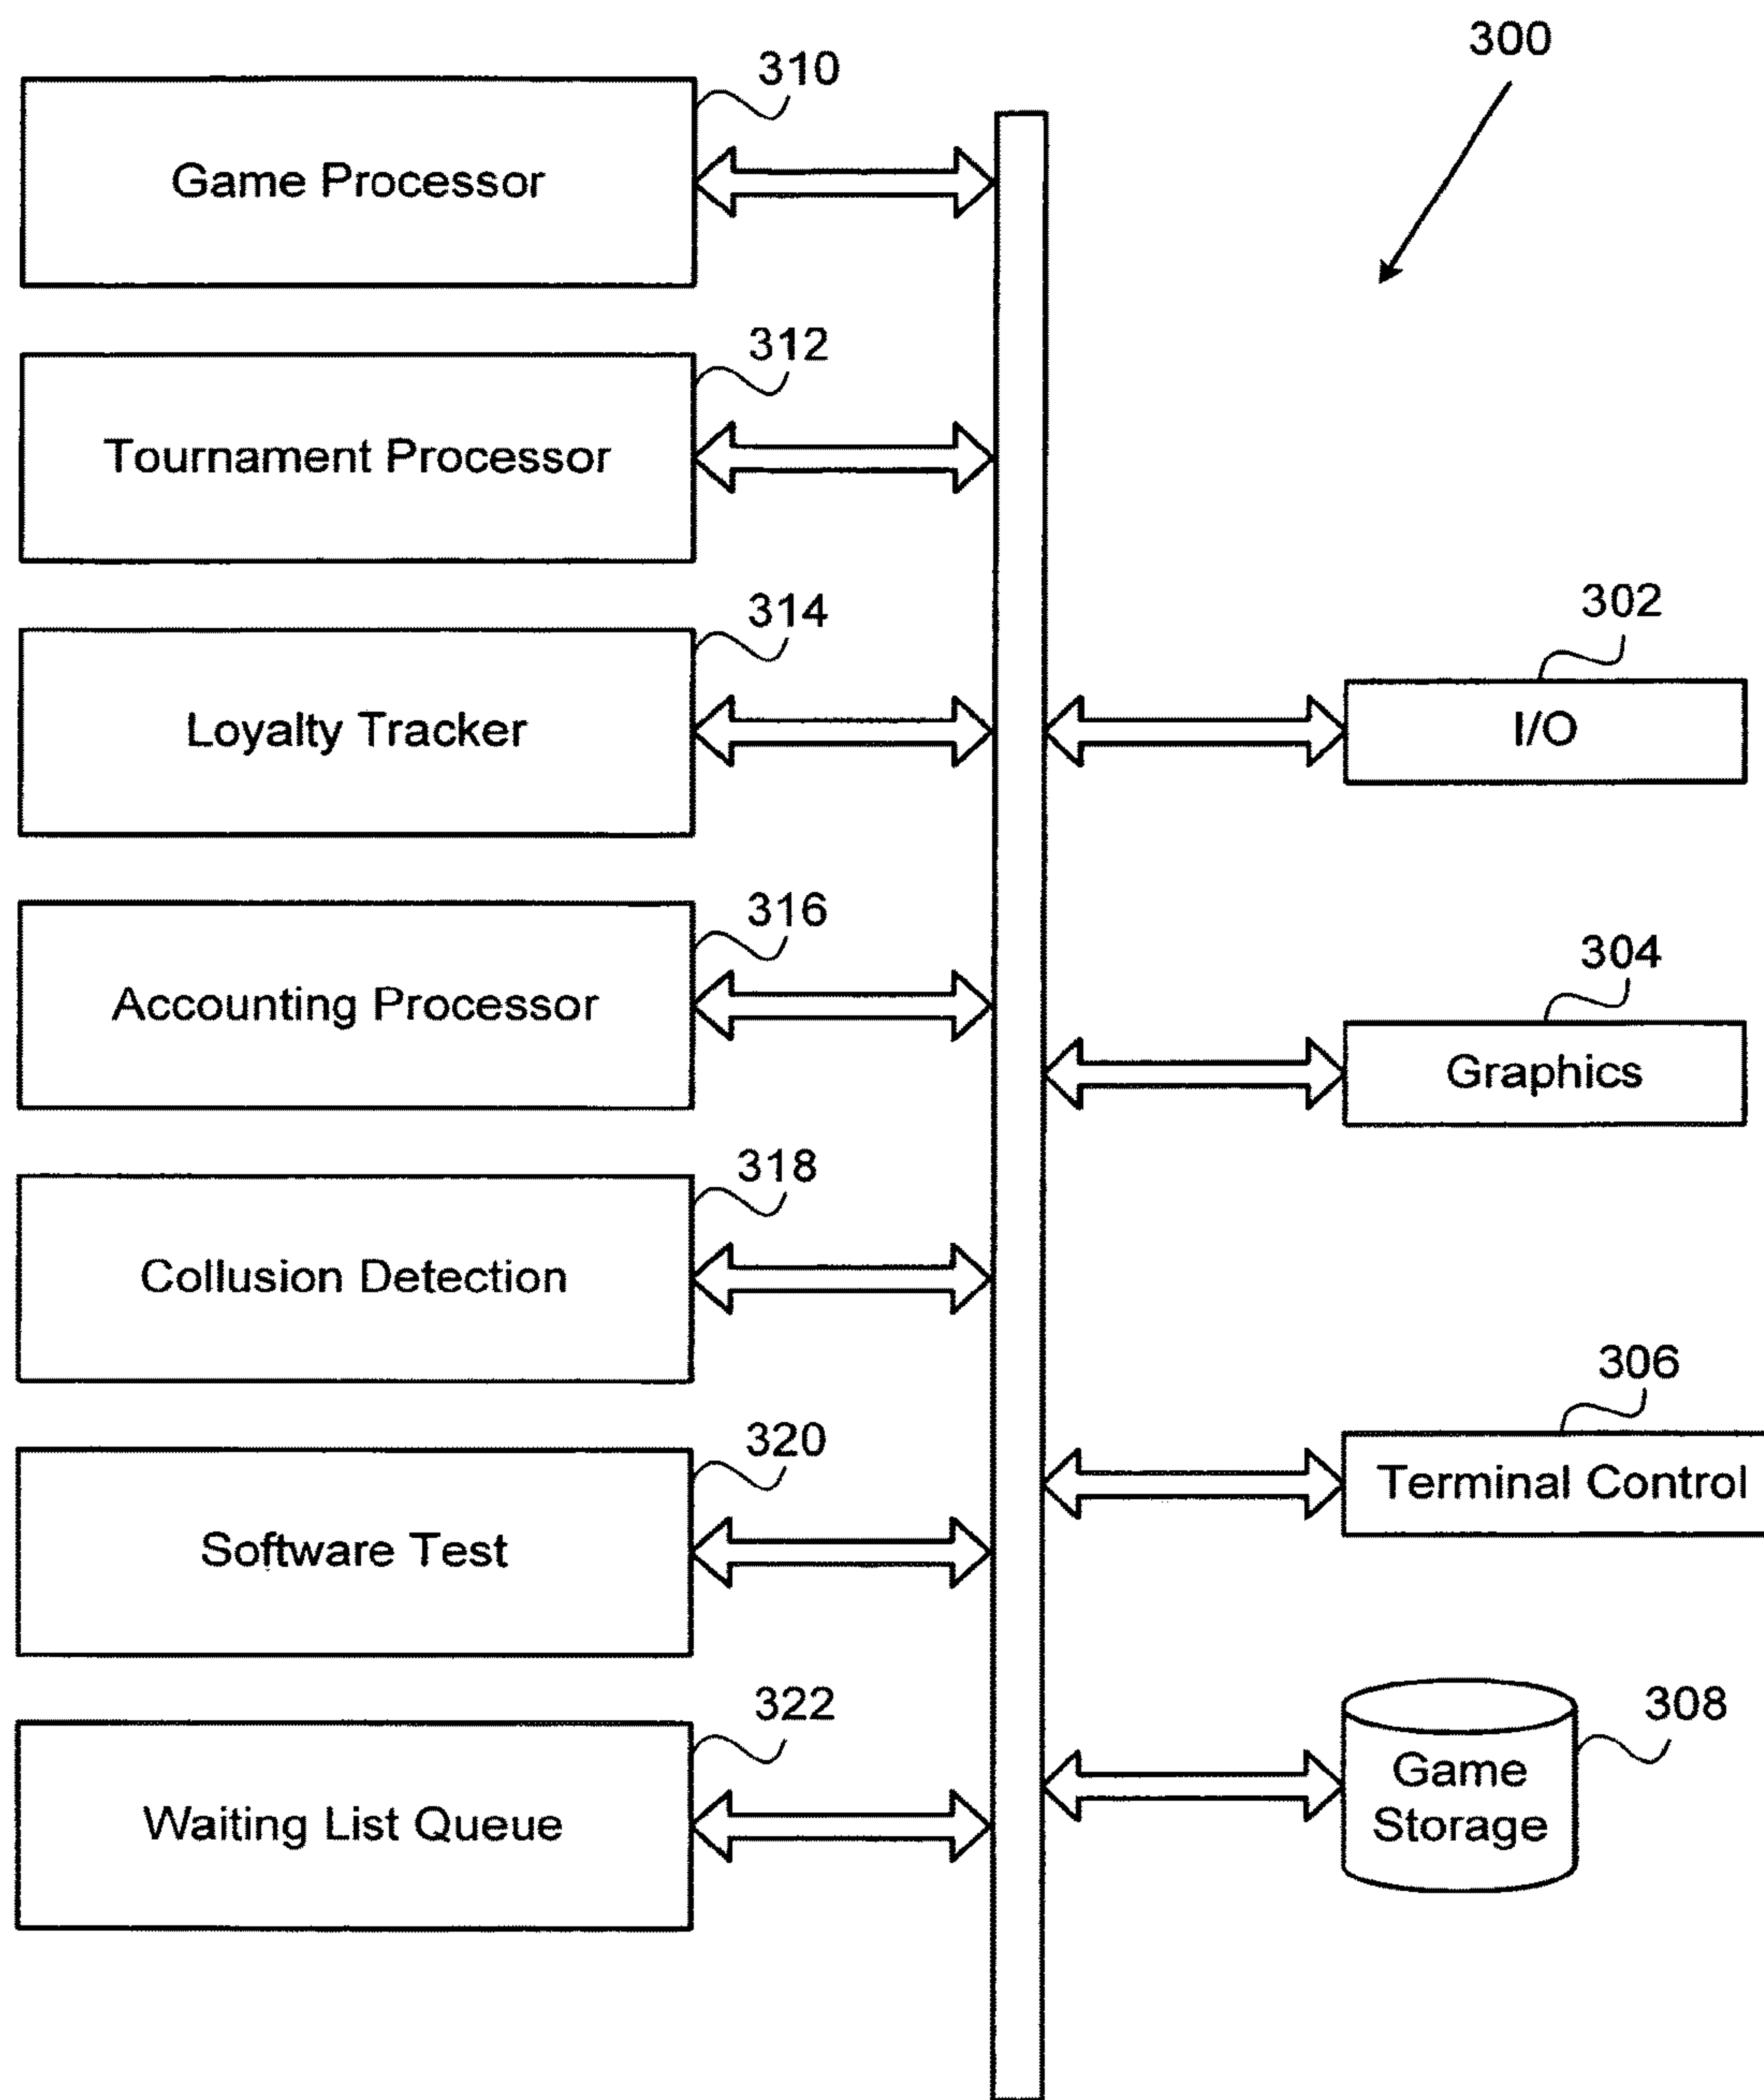 300
310
Game Processor
312
Tournament Processor
314
Loyalty Tracker
316
Accounting Processor
318
Collusion Detection
320
Software Test
322
Waiting List Queue
302
I/O
304
Graphics
306
Terminal Control
308
Game
Storage